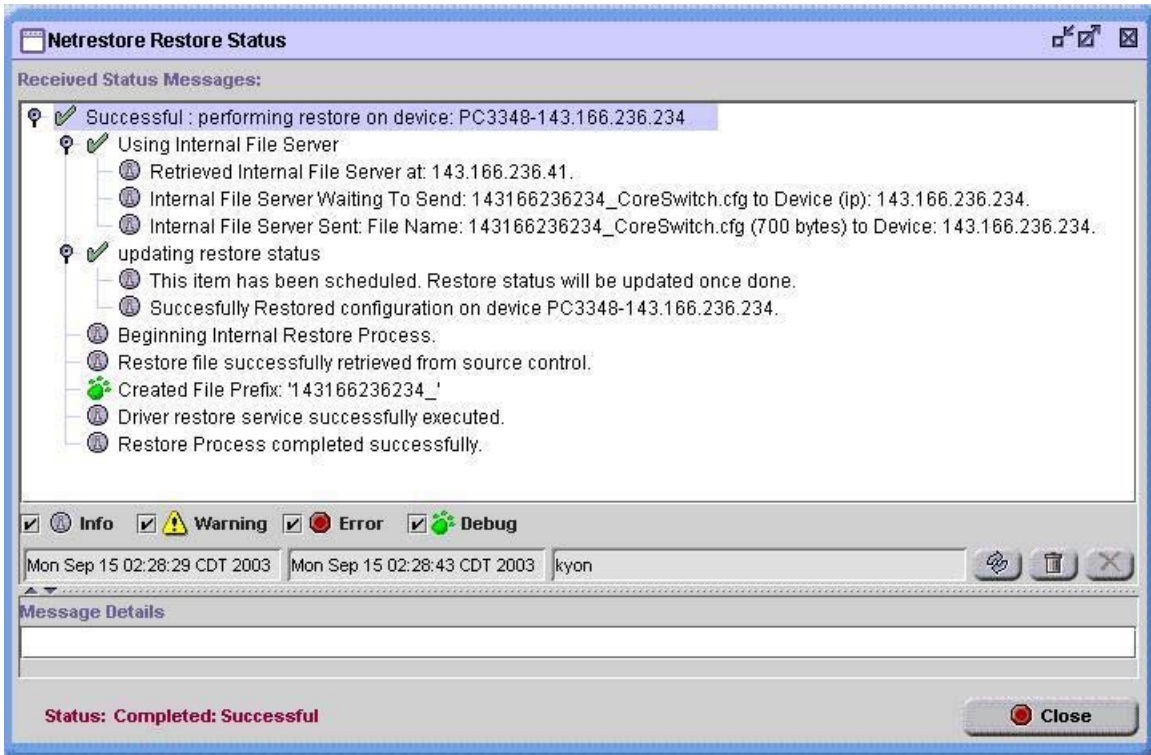 Netrestore Restore Status
Received Status Messages:
Successful : performing restore on device: PC3348-143.166.236.234
Using Internal File Server
Retrieved Internal File Server at: 143.166.236.41.
Internal File Server Waiting To Send: 143166236234_CoreSwitch.cfg to Device (ip): 143.166.236.234.
Internal File Server Sent: File Name: 143166236234_CoreSwitch.cfg (700 bytes) to Device: 143.166.236.234.
updating restore status
This item has been scheduled. Restore status will be updated once done.
Succesfully Restored configuration on device PC3348-143.166.236.234.
Beginning Internal Restore Process.
Restore file successfully retrieved from source control.
Created File Prefix: '143166236234_'
Driver restore service successfully executed.
Restore Process completed successfully.
Info Warning Error Debug
Mon Sep 15 02:28:29 CDT 2003 Mon Sep 15 02:28:43 CDT 2003 kyon
Message Details
Status: Completed: Successful Close